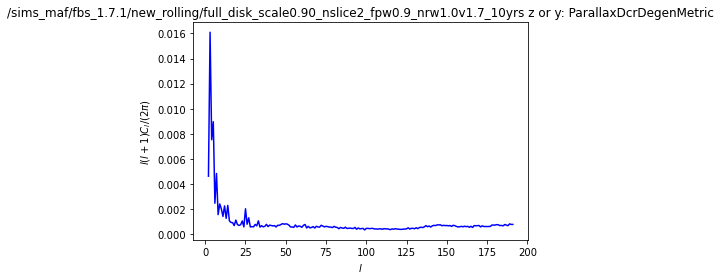 /sims_maf/fbs_1.7.1/new_rolling/full_disk_scale0.90_nslice2_fpw0.9_nrw1.0v1.7_10yrs z or y: ParallaxDcrDegenMetric
0.016
0.014
0.012
0.010
0.008
0.006
0.004
0.002
0.000
l(l + 1)C_l/(2π)
0 25 50 75 100 125 150 175 200
l